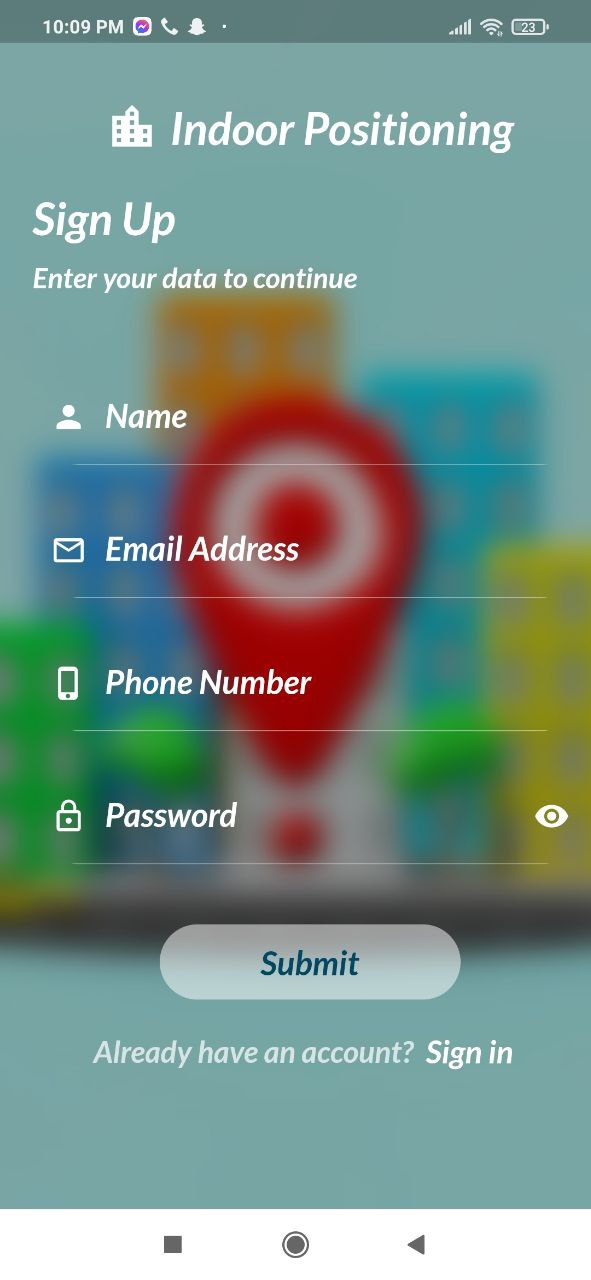 10:09 PM
23
Indoor Positioning
Sign Up
Enter your data to continue
Name
Email Address
Phone Number
Password
Submit
Already have an account? Sign in